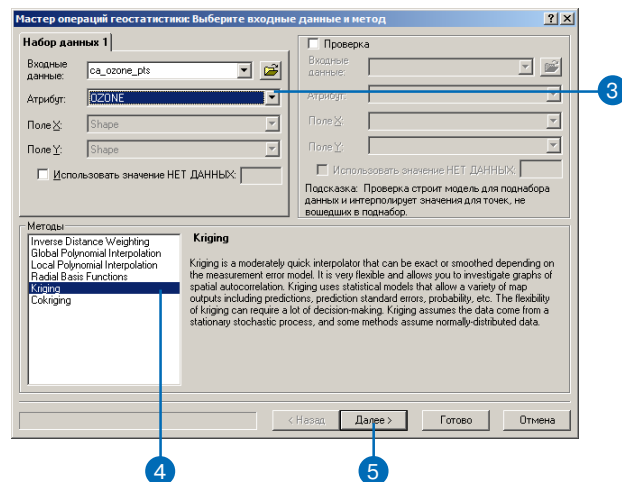 Мастер операций геостатистики: Выберите входные данные и метод
Набор данных 1
Входные данные:
ca_ozone_pts
Атрибут:
OZONE
Поле X:
Shape
Поле Y:
Shape
Использовать значение НЕТ ДАННЫХ:
Проверка
Входные данные:
Атрибут:
Поле X:
Поле Y:
Использовать значение НЕТ ДАННЫХ:
Подсказка: Проверка строит модель для поднабора
данных и интерполирует значения для точек, не
вошедших в поднабор.
3
Методы
Inverse Distance Weighting
Global Polynomial Interpolation
Local Polynomial Interpolation
Radial Basis Functions
Kriging
Cokriging
Kriging
Kriging is a moderately quick interpolator that can be exact or smoothed depending on
the measurement error model. It is very flexible and allows you to investigate graphs of
spatial autocorrelation. Kriging uses statistical models that allow a variety of map
outputs including predictions, prediction standard errors, probability, etc. The flexibility
of kriging can require a lot of decision-making. Kriging assumes the data come from a
stationary stochastic process, and some methods assume normally-distributed data.
< Назад
Далее >
Готово
Отмена
4
5